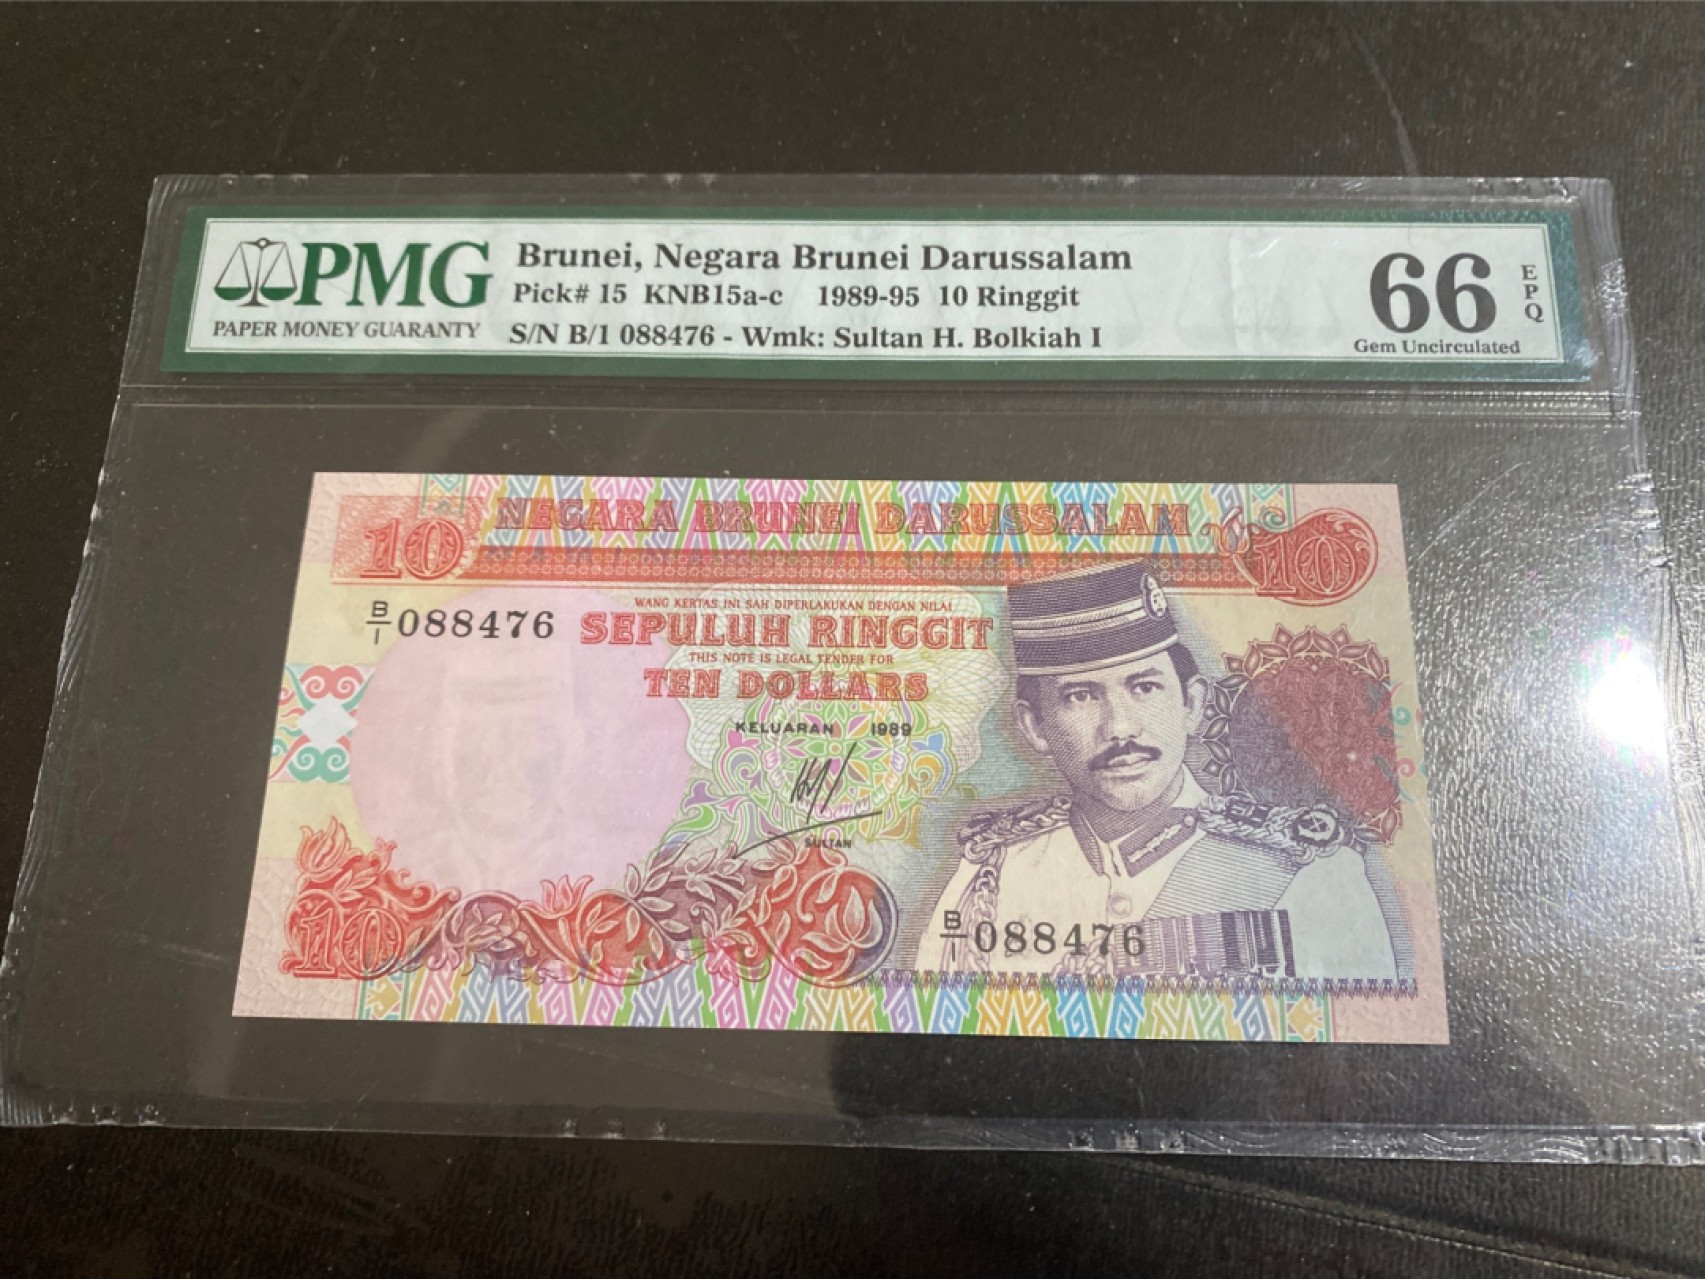 PMG
PAPER MONEY GUARANTY
Brunei, Negara Brunei Darussalam
Pick# 15 KNB15a-c 1989-95 10 Ringgit
S/N B/1 088476 - Wmk: Sultan H. Bolkiah I
66
EPQ
Gem Uncirculated
10
NEGARA BRUNEI DARUSSALAM
10
WANG KERTAS INI SAH DIPERLAKUKAN DENGAN NILAI
B/1 088476
SEPULUH RINGGIT
THIS NOTE IS LEGAL TENDER FOR
TEN DOLLARS
KELUARAN 1989
SULTAN
10
B/1 088476